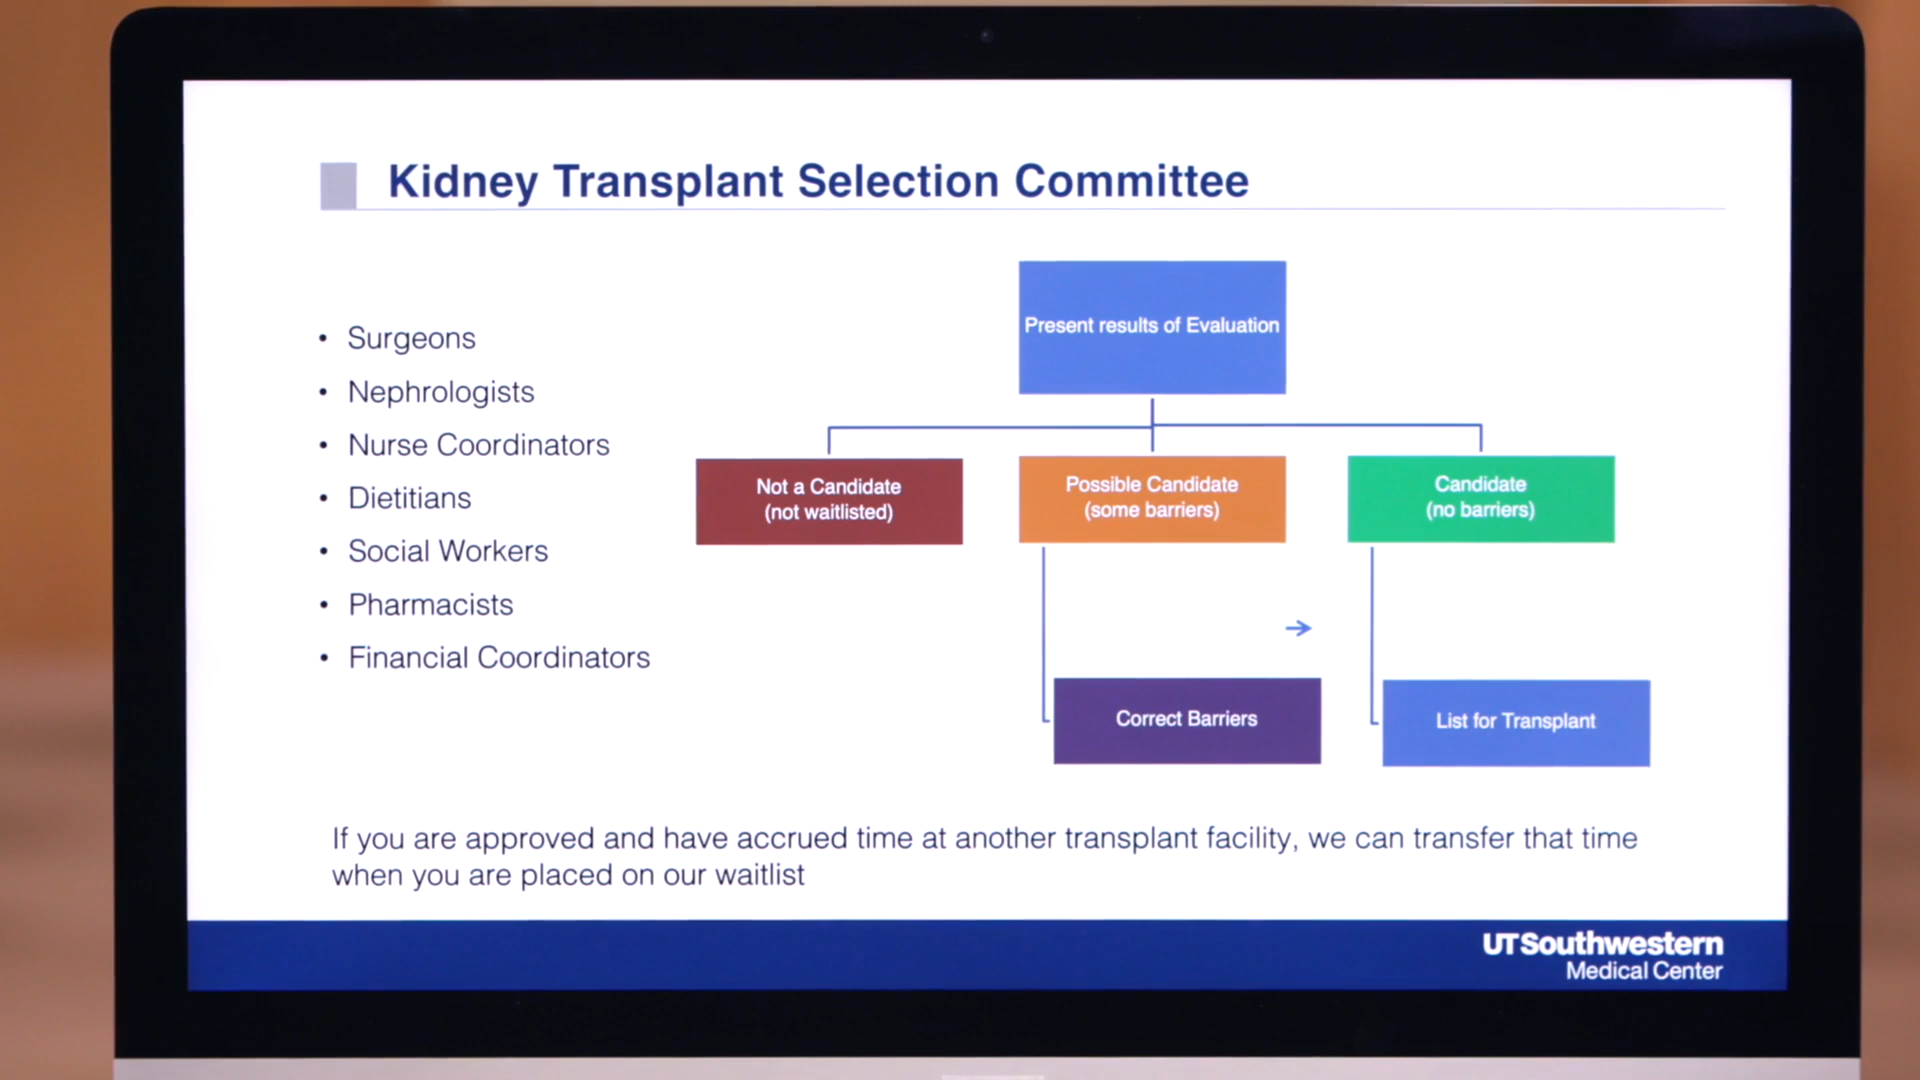 Kidney Transplant Selection Committee
• Surgeons
• Nephrologists
• Nurse Coordinators
• Dietitians
• Social Workers
• Pharmacists
• Financial Coordinators
Present results of Evaluation
Not a Candidate
(not waitlisted)
Possible Candidate
(some barriers)
Candidate
(no barriers)
Correct Barriers
List for Transplant
If you are approved and have accrued time at another transplant facility, we can transfer that time
when you are placed on our waitlist
UTSouthwestern
Medical Center